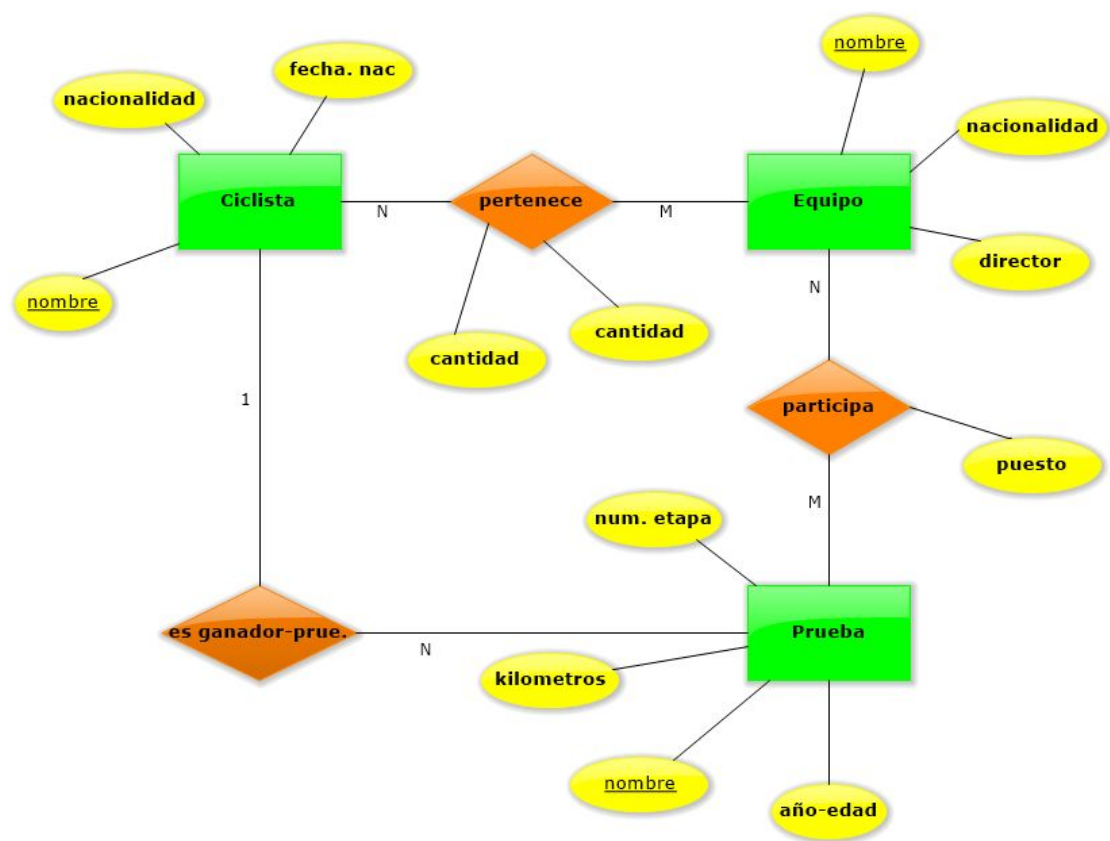 nombre
fecha. nac
nacionalidad
nacionalidad
Ciclista
pertenece
Equipo
N
M
director
nombre
N
cantidad
cantidad
1
participa
puesto
M
num. etapa
es ganador-prue.
Prueba
N
kilometros
nombre
año-edad